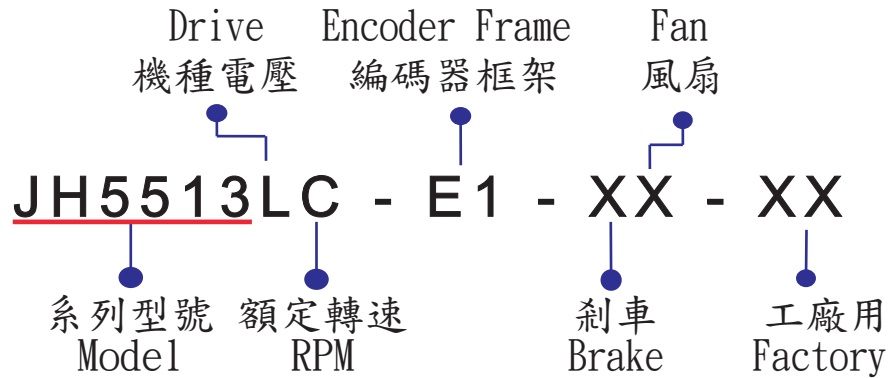 Drive Encoder Frame Fan
機種電壓 編碼器框架 風扇
JH5513LC - E1 - XX - XX
系列型號 額定轉速 剎車 工廠用
Model RPM Brake Factory